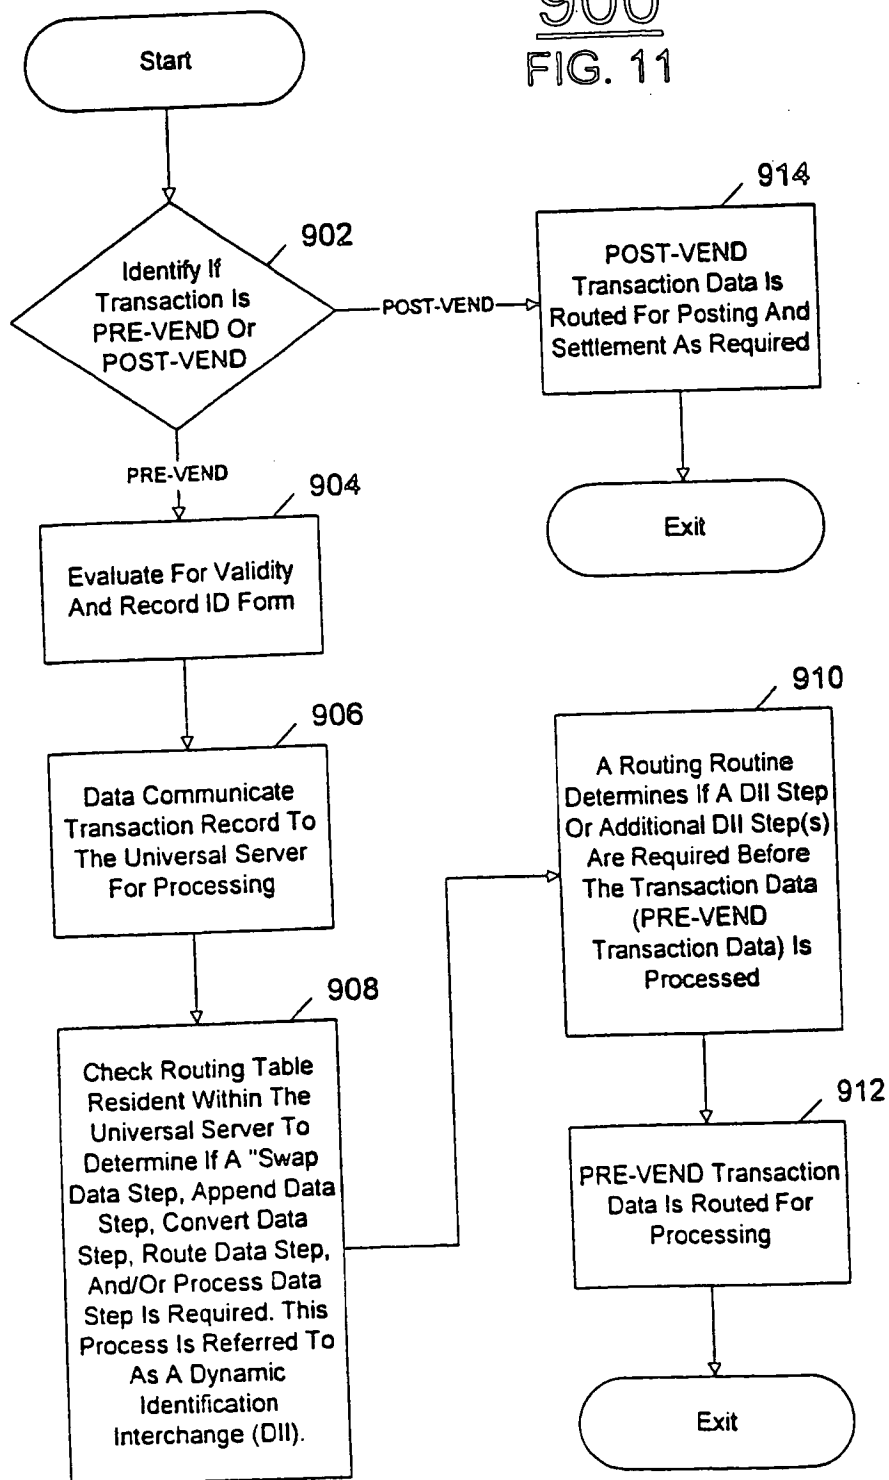 900
FIG. 11
Start
902
Identify If
Transaction Is
PRE-VEND Or
POST-VEND
POST-VEND
914
POST-VEND
Transaction Data Is
Routed For Posting And
Settlement As Required
Exit
PRE-VEND
904
Evaluate For Validity
And Record ID Form
906
Data Communicate
Transaction Record To
The Universal Server
For Processing
908
Check Routing Table
Resident Within The
Universal Server To
Determine If A "Swap
Data Step, Append Data
Step, Convert Data
Step, Route Data Step,
And/Or Process Data
Step Is Required. This
Process Is Referred To
As A Dynamic
Identification
Interchange (DII).
910
A Routing Routine
Determines If A DII Step
Or Additional DII Step(s)
Are Required Before
The Transaction Data
(PRE-VEND
Transaction Data) Is
Processed
912
PRE-VEND Transaction
Data Is Routed For
Processing
Exit